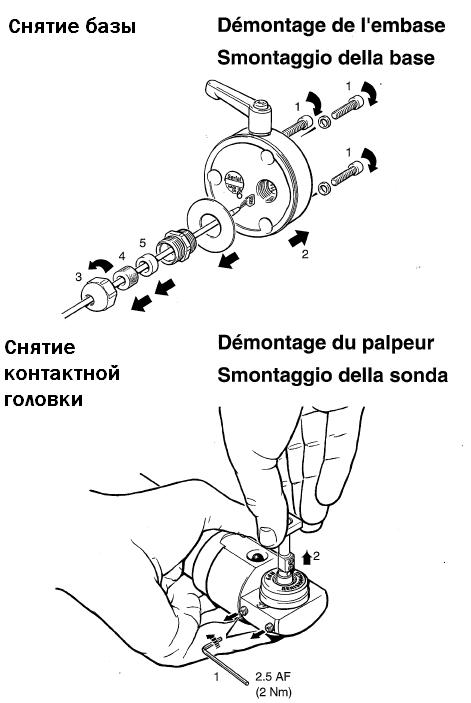 Снятие базы
Démontage de l'embase
Smontaggio della base
1
1
1
2
3
4
5
Снятие
контактной
головки
Démontage du palpeur
Smontaggio della sonda
2
1
2.5 AF
(2 Nm)